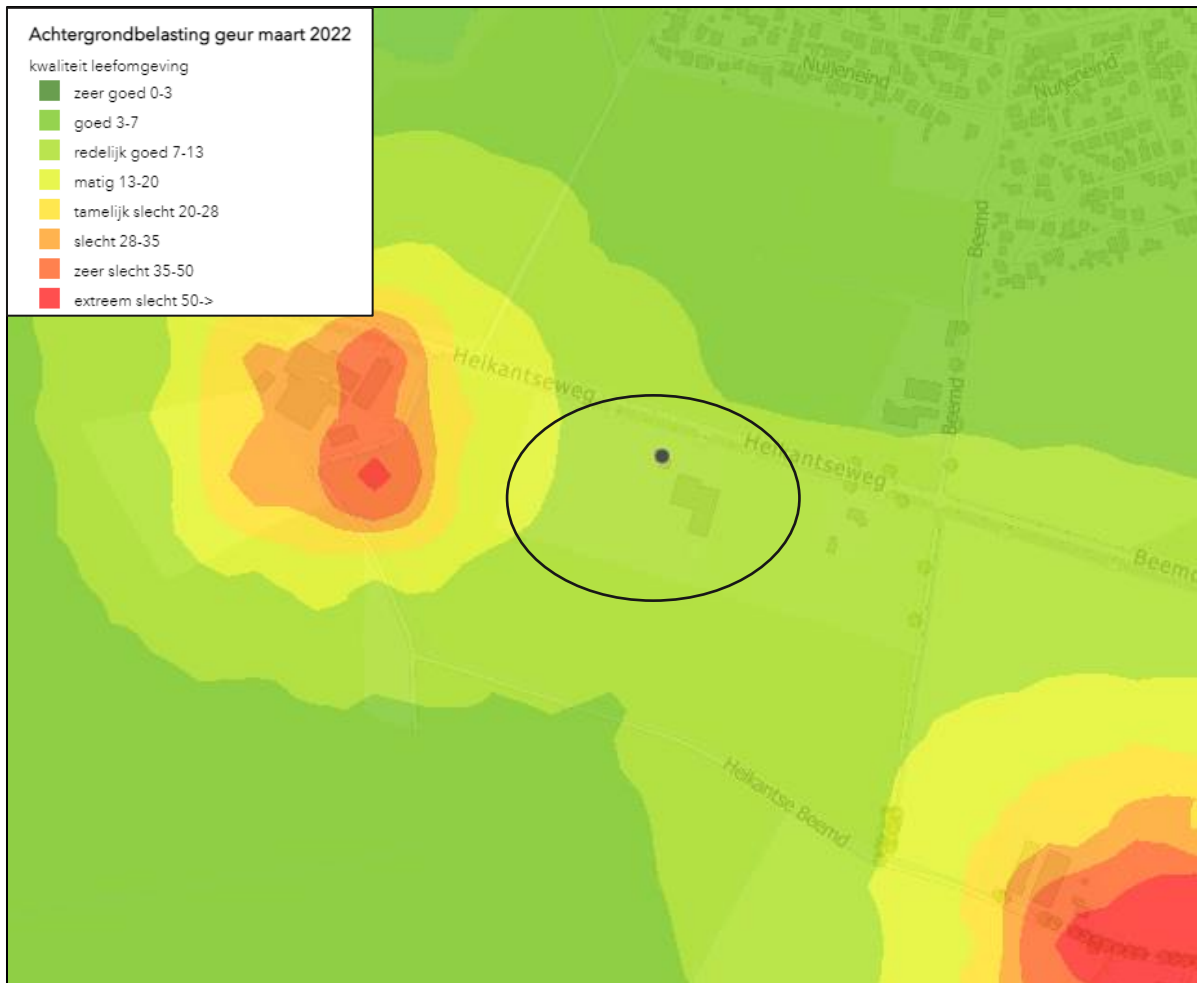 Achtergrondbelasting geur maart 2022
kwaliteit leefomgeving
zeer goed 0-3
goed 3-7
redelijk goed 7-13
matig 13-20
tamelijk slecht 20-28
slecht 28-35
zeer slecht 35-50
extreem slecht 50->
Nuijeneind
Nuijeneind
Beemd
Heikantseweg
Beemd
Heikantseweg
Beemd
Heikantse Beemd